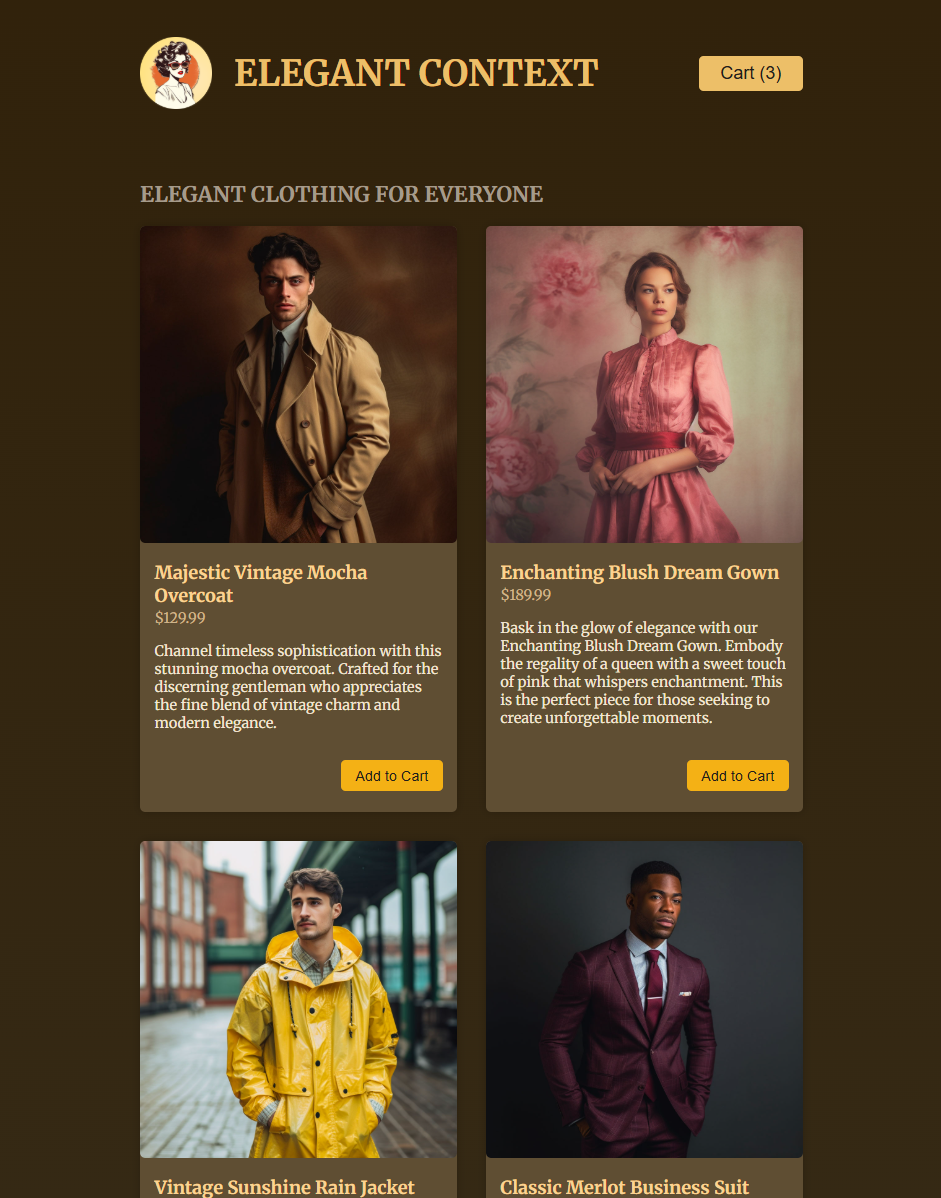 ELEGANT CONTEXT
Cart (3)
ELEGANT CLOTHING FOR EVERYONE
Majestic Vintage Mocha
Overcoat
$129.99
Channel timeless sophistication with this
stunning mocha overcoat. Crafted for the
discerning gentleman who appreciates
the fine blend of vintage charm and
modern elegance.
Add to Cart
Enchanting Blush Dream Gown
$189.99
Bask in the glow of elegance with our
Enchanting Blush Dream Gown. Embody
the regality of a queen with a sweet touch
of pink that whispers enchantment. This
is the perfect piece for those seeking to
create unforgettable moments.
Add to Cart
Vintage Sunshine Rain Jacket
Classic Merlot Business Suit